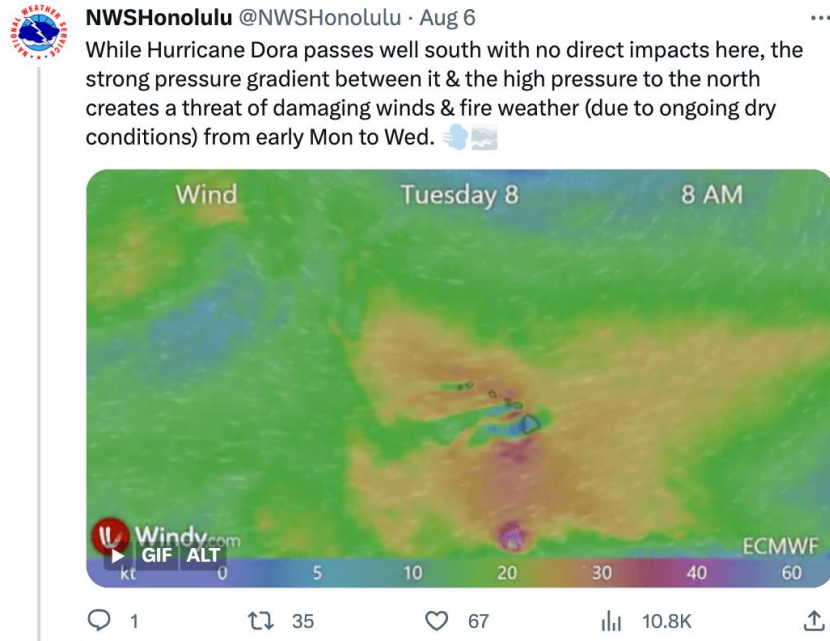 NATIONAL WEATHER SERVICE
NWSHonolulu @NWSHonolulu · Aug 6 ...
While Hurricane Dora passes well south with no direct impacts here, the
strong pressure gradient between it & the high pressure to the north
creates a threat of damaging winds & fire weather (due to ongoing dry
conditions) from early Mon to Wed. 💨🌫️
Wind Tuesday 8 8 AM
Windy.com
GIF ALT
ECMWF
kt 0 5 10 20 30 40 60
1 35 67 10.8K